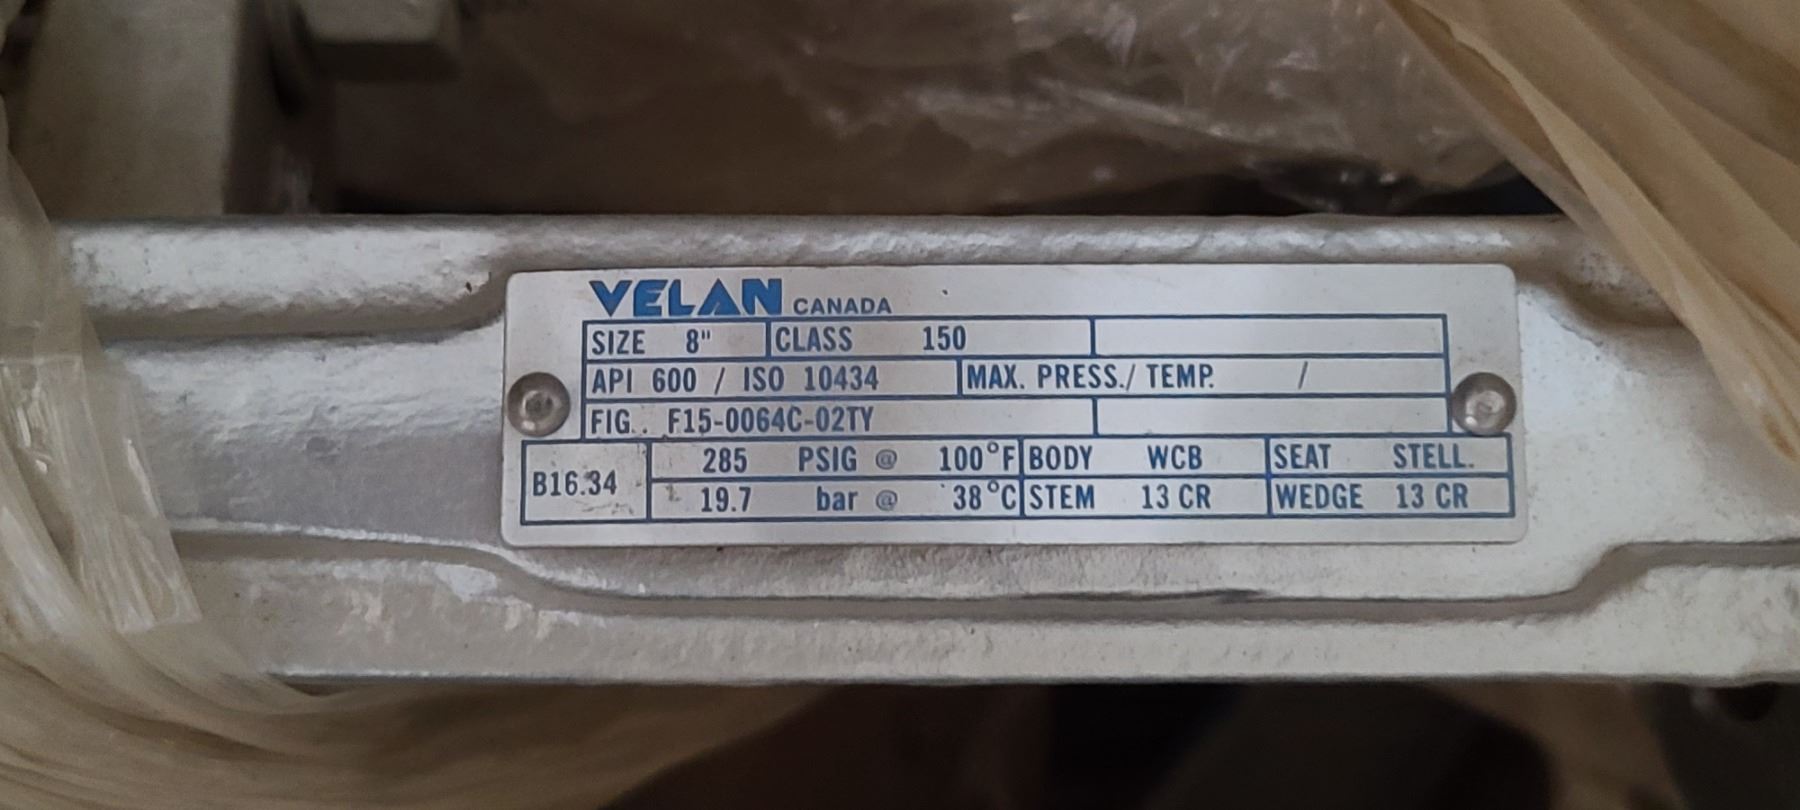 VELAN CANADA
SIZE 8" CLASS 150
API 600 / ISO 10434 MAX. PRESS./ TEMP. /
FIG. F15-0064C-02TY
B16.34
285 PSIG @ 100°F BODY WCB SEAT STELL.
19.7 bar @ 38°C STEM 13 CR WEDGE 13 CR